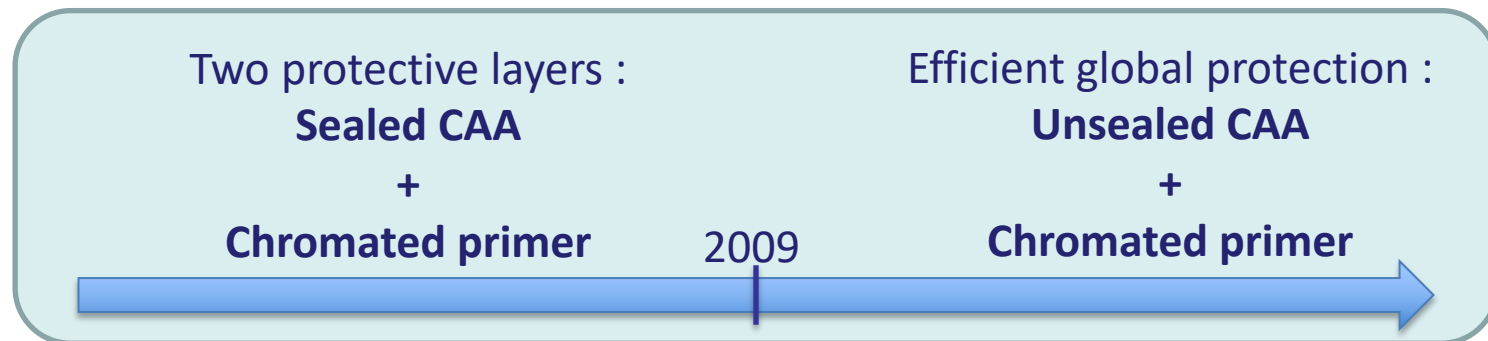 Two protective layers :
Sealed CAA
+
Chromated primer
2009
Efficient global protection :
Unsealed CAA
+
Chromated primer